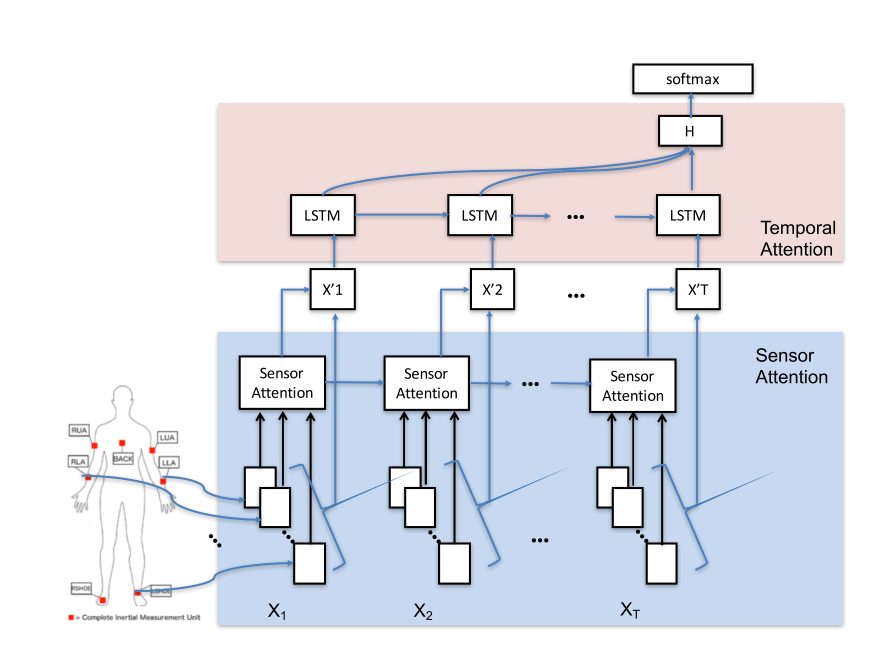 softmax
H
LSTM
LSTM
...
LSTM
Temporal
Attention
X'1
X'2
...
X'T
Sensor
Attention
Sensor
Attention
Sensor
Attention
...
Sensor
Attention
RUA
LUA
BACK
RLA
LLA
...
...
...
...
...
RSHOE
LSHOE
= Complete Inertial Measurement Unit
X1
X2
XT